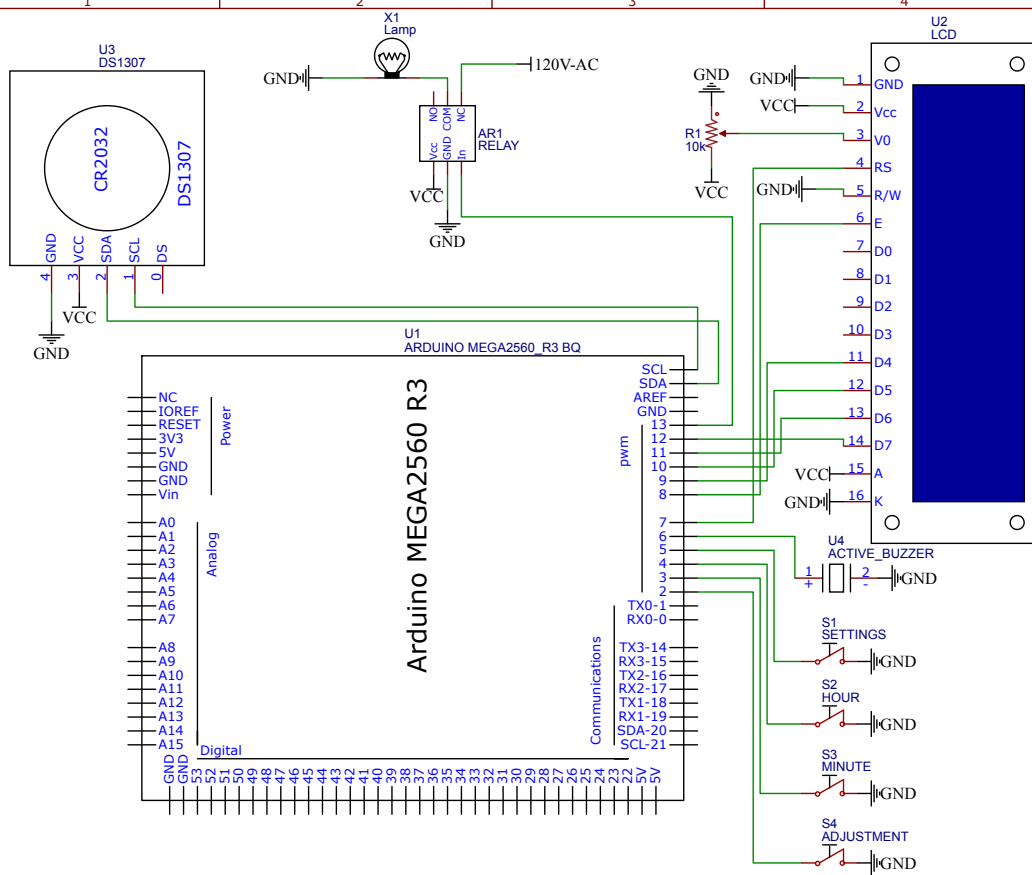 1
2
3
4
X1
Lamp
GND
120V-AC
NO
COM
NC
Vcc
GND
In
AR1
RELAY
VCC
GND
U3
DS1307
CR2032
DS1307
GND
VCC
SDA
SCL
DS
4
3
2
1
0
VCC
GND
GND
R1
10k
VCC
U2
LCD
GND 1 GND
VCC 2 Vcc
3 V0
4 RS
GND 5 R/W
6 E
7 D0
8 D1
9 D2
10 D3
11 D4
12 D5
13 D6
14 D7
VCC 15 A
GND 16 K
U1
ARDUINO MEGA2560_R3 BQ
Arduino MEGA2560 R3
NC
IOREF
RESET
3V3
5V
GND
GND
Vin
Power
A0
A1
A2
A3
A4
A5
A6
A7
Analog
A8
A9
A10
A11
A12
A13
A14
A15
SCL
SDA
AREF
GND
13
12
11
10
9
8
pwm
7
6
5
4
3
2
TX0-1
RX0-0
TX3-14
RX3-15
TX2-16
RX2-17
TX1-18
RX1-19
SDA-20
SCL-21
Communications
Digital
GND
GND
53
52
51
50
49
48
47
46
45
44
43
42
41
40
39
38
37
36
35
34
33
32
31
30
29
28
27
26
25
24
23
22
5V
5V
U4
ACTIVE_BUZZER
1
+
2
-
GND
S1
SETTINGS
GND
S2
HOUR
GND
S3
MINUTE
GND
S4
ADJUSTMENT
GND